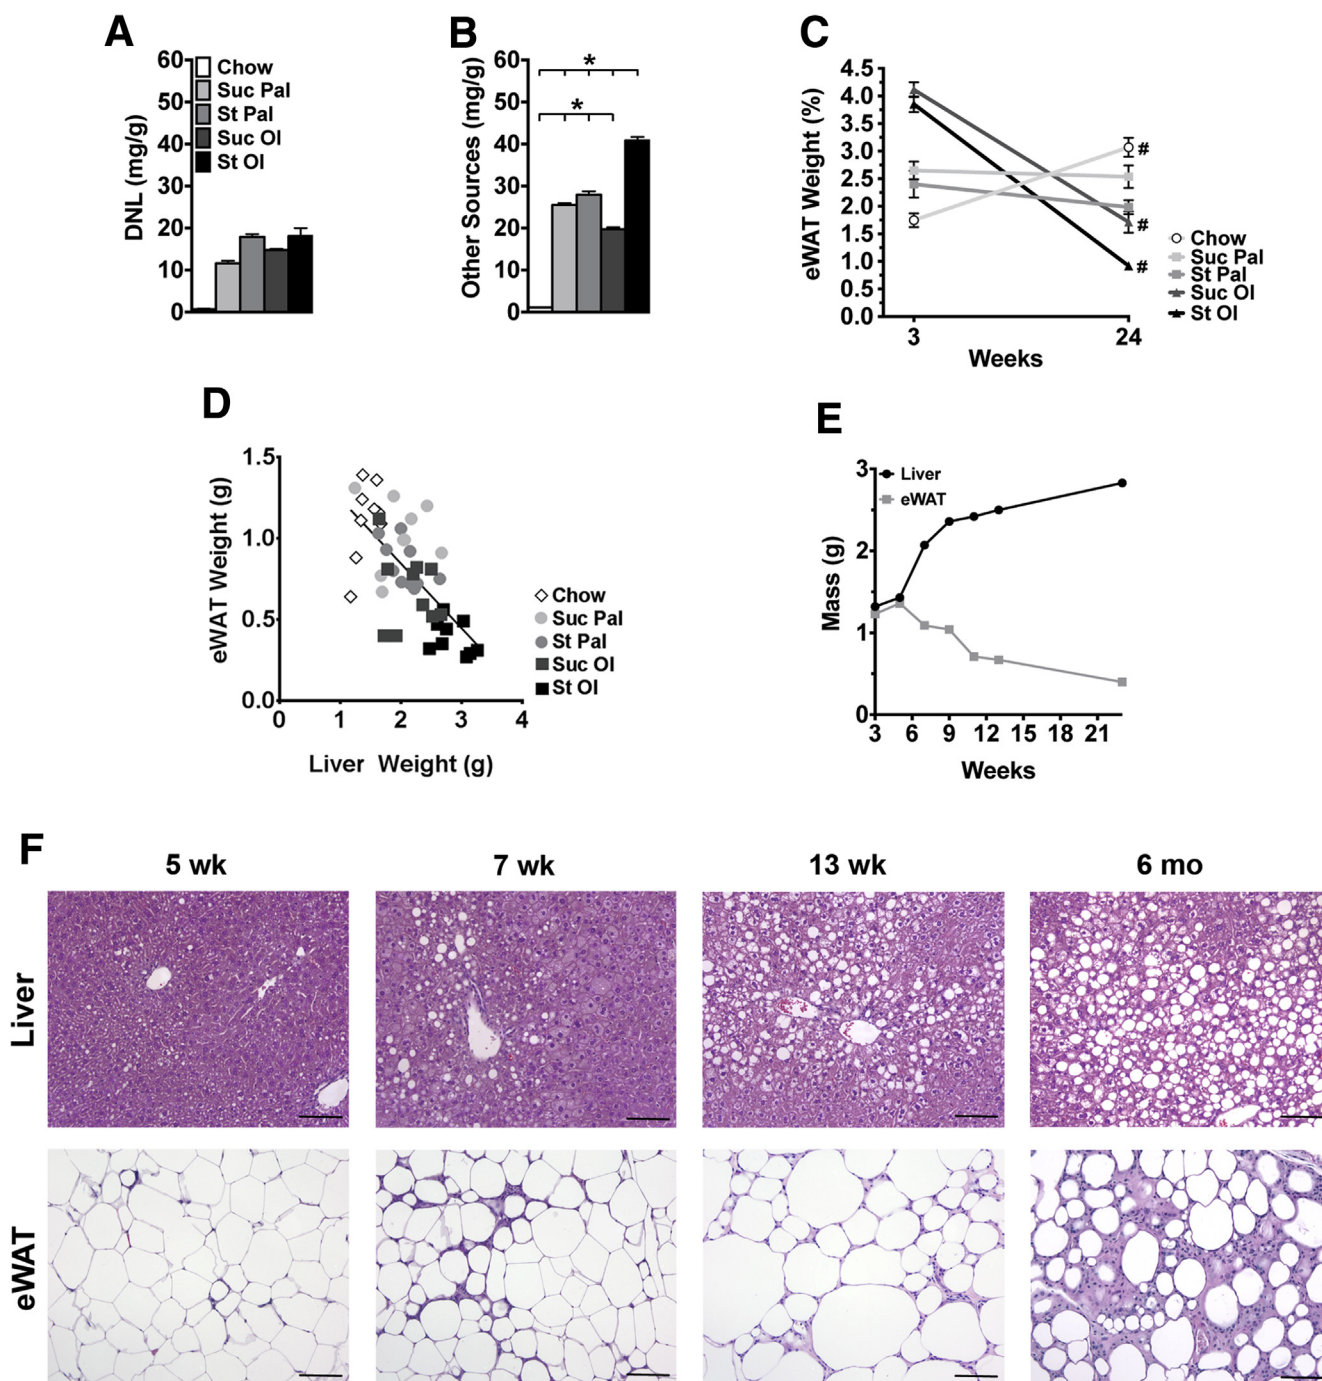 A
DNL (mg/g)
60
50
40
30
20
10
0
Chow
Suc Pal
St Pal
Suc Ol
St Ol
B
Other Sources (mg/g)
60
50
40
30
20
10
0
*
*
C
eWAT Weight (%)
4.5
4.0
3.5
3.0
2.5
2.0
1.5
1.0
0.5
0.0
#
#
#
3
24
Weeks
Chow
Suc Pal
St Pal
Suc Ol
St Ol
D
eWAT Weight (g)
1.5
1.0
0.5
0.0
0 1 2 3 4
Liver Weight (g)
Chow
Suc Pal
St Pal
Suc Ol
St Ol
E
Mass (g)
3
2
1
0
Liver
eWAT
3 6 9 12 15 18 21
Weeks
F
5 wk 7 wk 13 wk 6 mo
Liver
eWAT